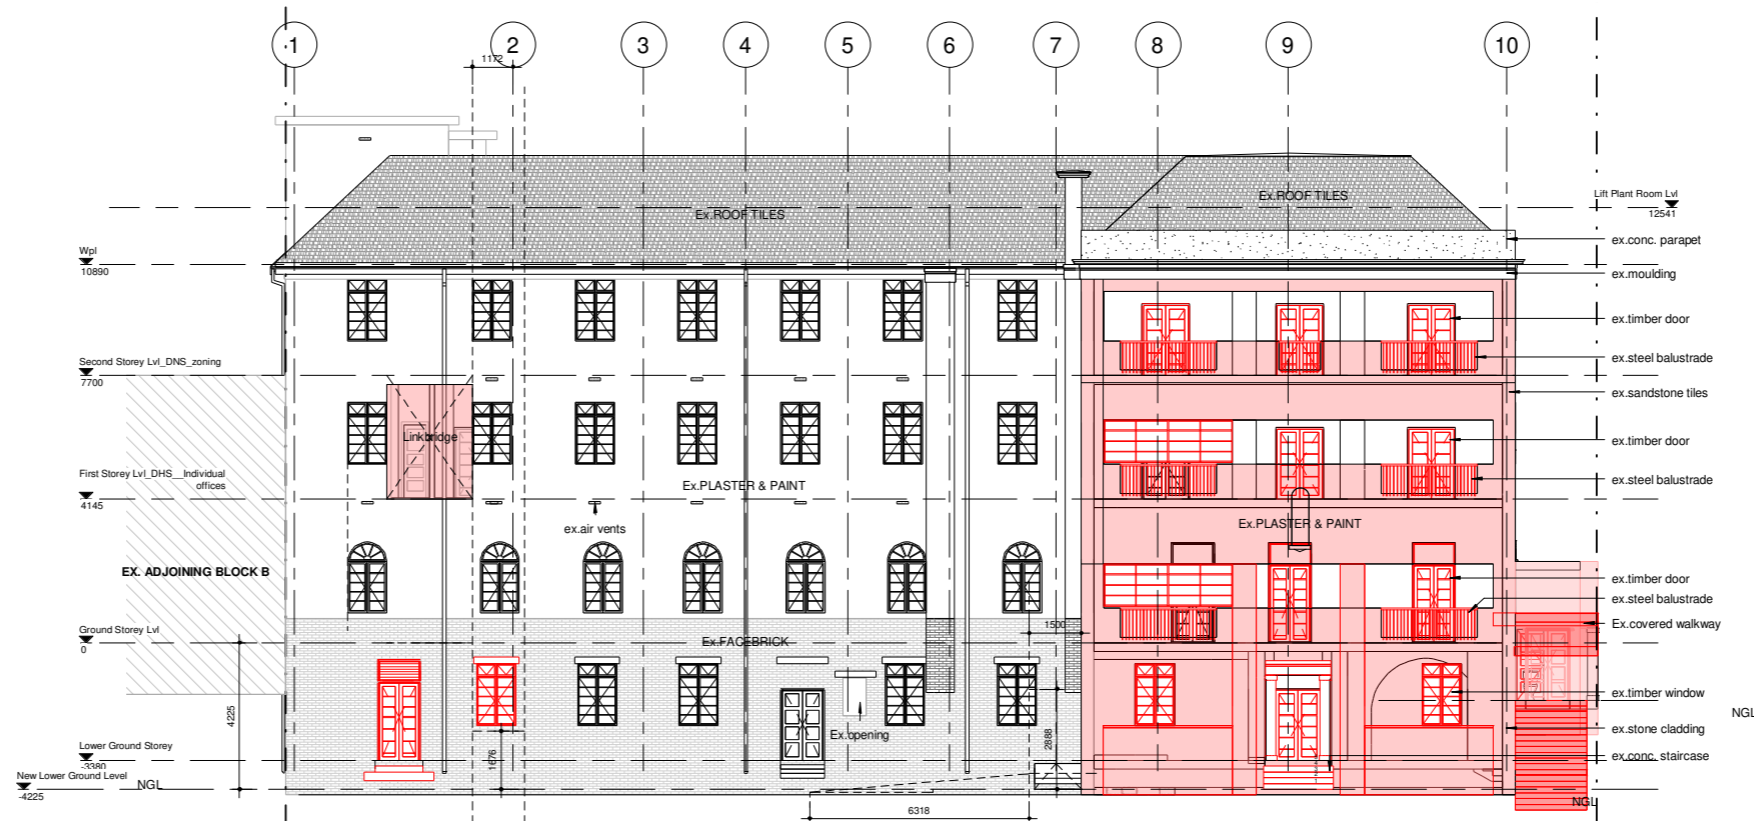 1
2
3
4
5
6
7
8
9
10
1172
Ex.ROOF TILES
Ex.ROOF TILES
Lift Plant Room Lvl
12541
Wpl
10890
ex.conc. parapet
ex.moulding
ex.timber door
ex.steel balustrade
Second Storey Lvl_DNS_zoning
7700
ex.sandstone tiles
Linkbridge
ex.timber door
First Storey Lvl_DHS__Individual
offices
4145
ex.steel balustrade
Ex.PLASTER & PAINT
ex.air vents
Ex.PLASTER & PAINT
EX. ADJOINING BLOCK B
ex.timber door
ex.steel balustrade
Ex.covered walkway
Ground Storey Lvl
0
Ex.FACEBRICK
1500
ex.timber window
NGL
4225
ex.stone cladding
Ex.opening
1676
2888
Lower Ground Storey
-3380
ex.conc. staircase
New Lower Ground Level
-4225
NGL
NGL
6318